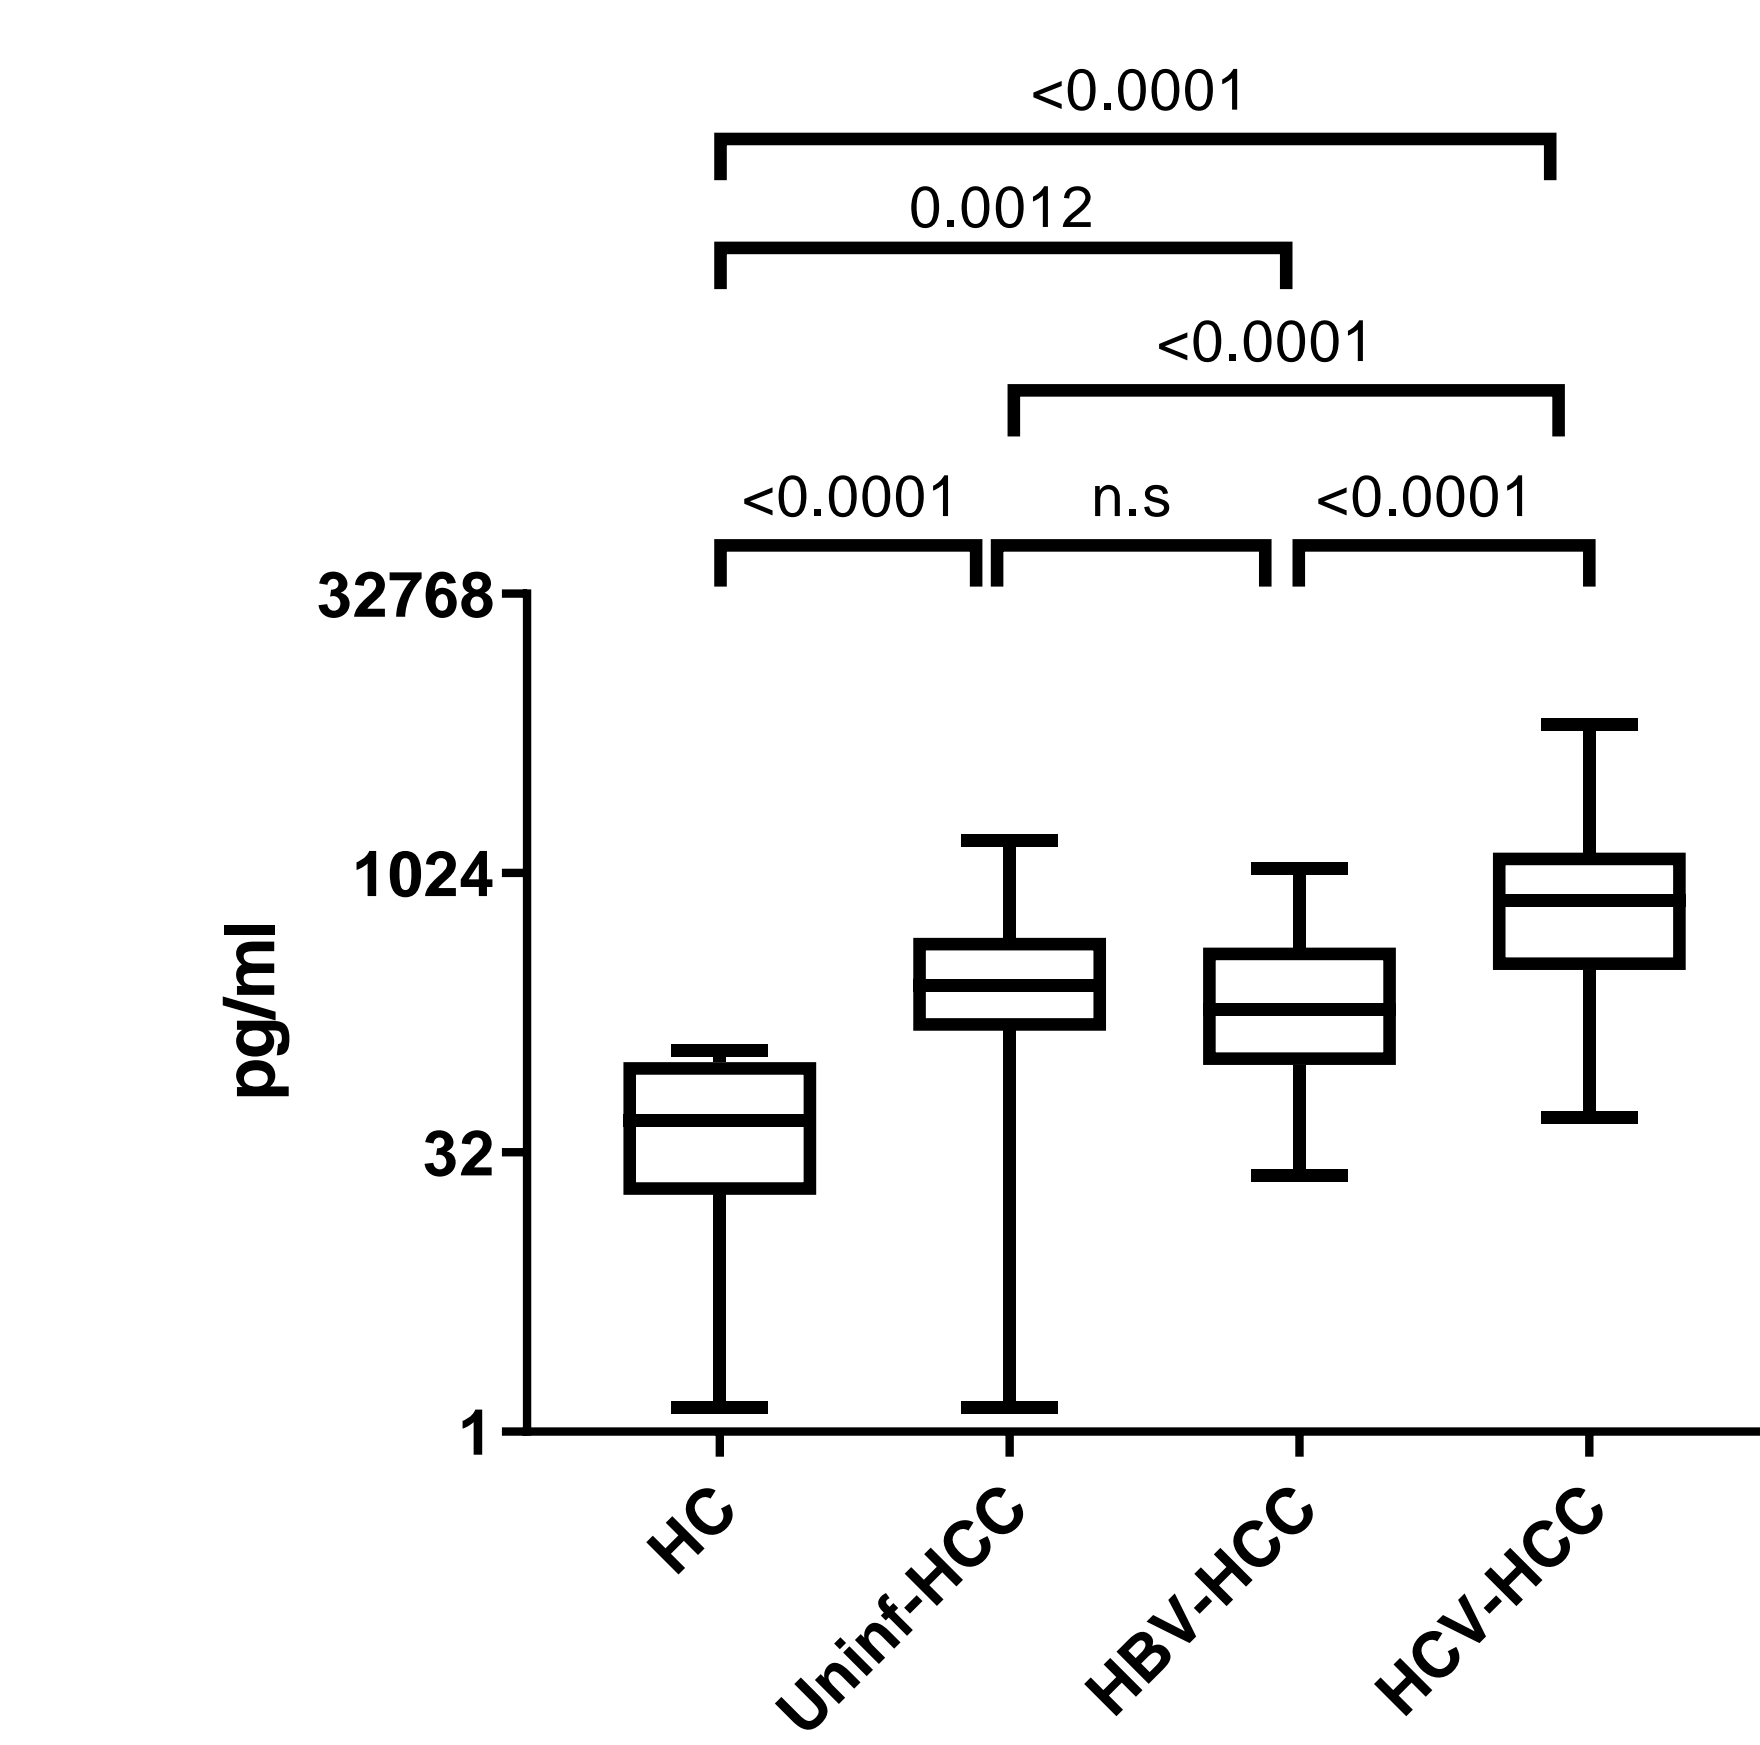 <0.0001
0.0012
<0.0001
<0.0001 n.s <0.0001
32768
1024
32
1
pg/ml
HC
Uninf-HCC
HBV-HCC
HCV-HCC